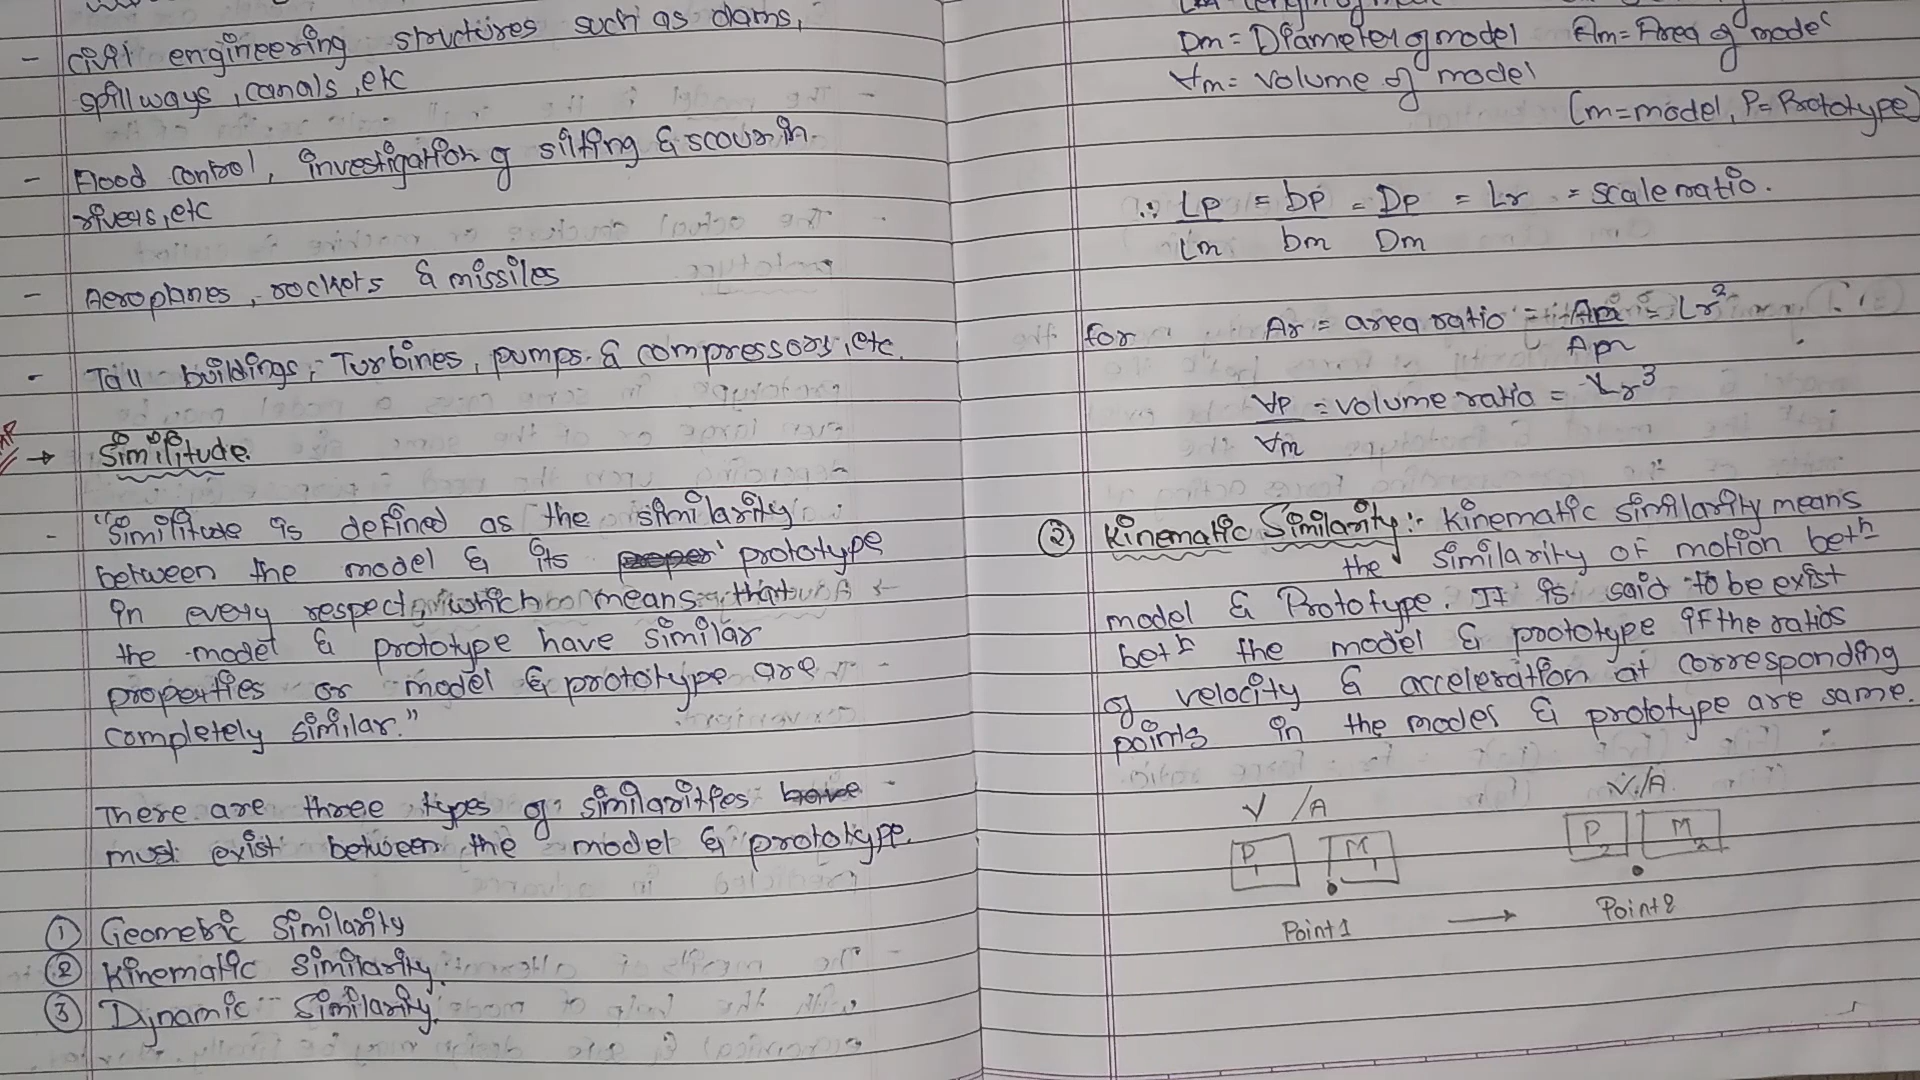 - Civil engineering structures such as dams,
spillways, canals, etc
- Flood control, investigation of silting & scour in
rivers, etc
- Aeroplanes, rockets & missiles
- Tall buildings, Turbines, pumps & compressors, etc.
→ Similitude.
- "Similitude is defined as the similarity
between the model & its prototype
in every respect, which means that
the model & prototype have similar
properties or model & prototype are
completely similar."
There are three types of similarities have
must exist between the model & prototype.
① Geometric Similarity
② Kinematic Similarity.
③ Dynamic Similarity.
Dm = Diameter of model Am = Area of model
∀m = volume of model
(m = model, P = Prototype)
∴ LP = bP = DP = Lr = scale ratio.
Lm bm Dm
for Ar = area ratio = = Lr²
∀P = volume ratio = Lr³
∀m
② Kinematic Similarity:- Kinematic similarity means
the similarity of motion betn
model & Prototype. It is said to be exist
betn the model & prototype if the ratios
of velocity & acceleration at corresponding
points in the model & prototype are same.
V /A V./A.
P1 M1 P2 M2
Point 1 → Point 2